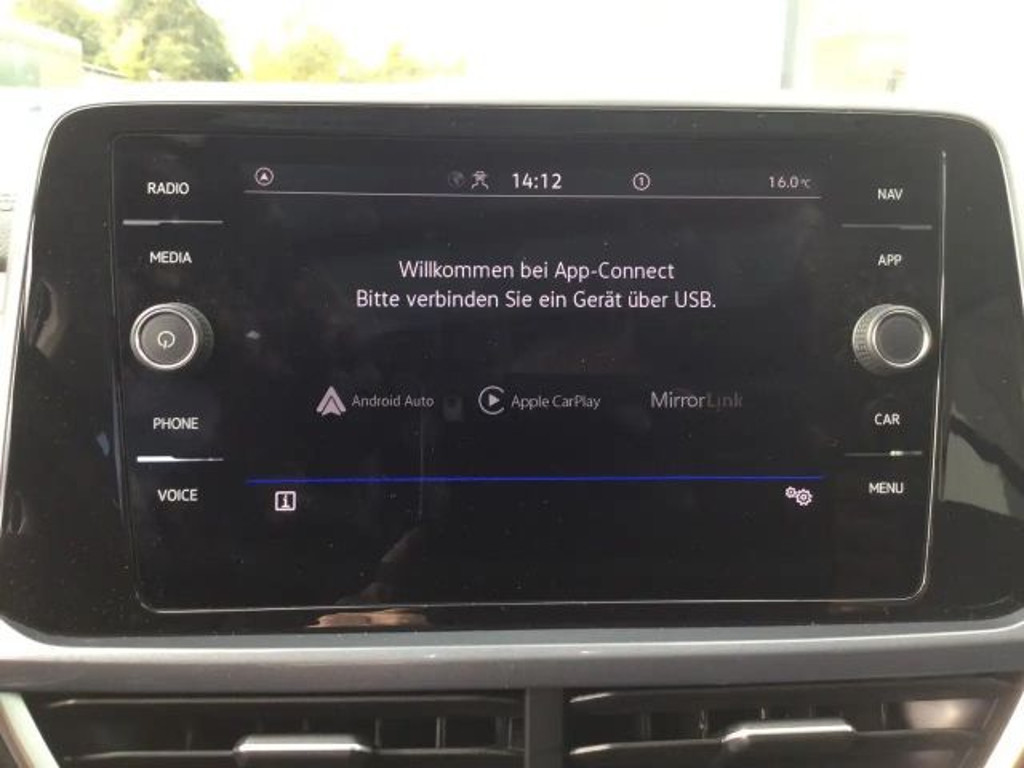 RADIO
MEDIA
PHONE
VOICE
14:12
1
16.0°C
Willkommen bei App-Connect
Bitte verbinden Sie ein Gerät über USB.
Android Auto
Apple CarPlay
MirrorLink
i
NAV
APP
CAR
MENU